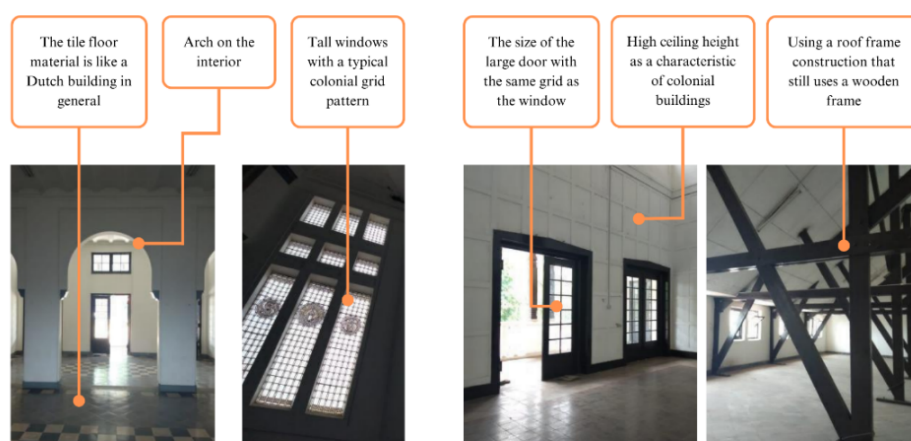 The tile floor
material is like a
Dutch building in
general
Arch on the
interior
Tall windows
with a typical
colonial grid
pattern
The size of the
large door with
the same grid as
the window
High ceiling height
as a characteristic
of colonial
buildings
Using a roof frame
construction that
still uses a wooden
frame